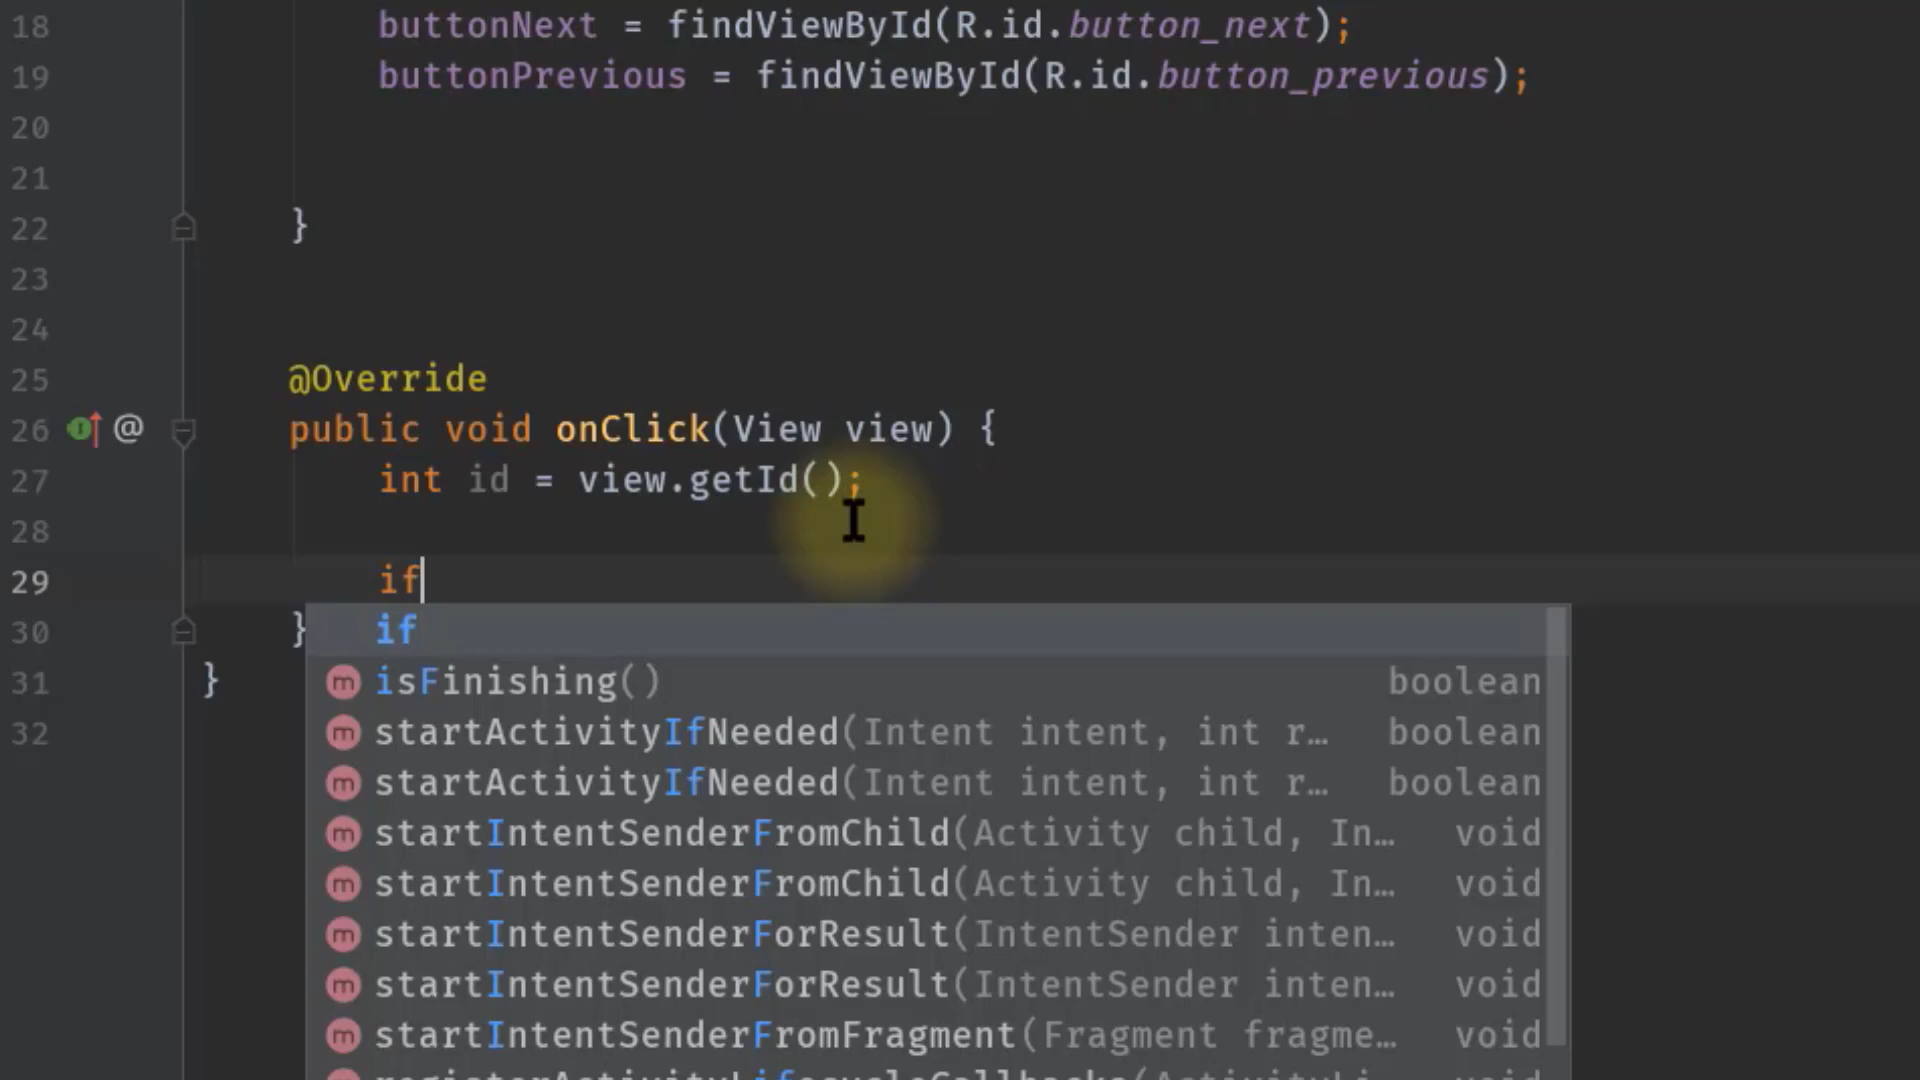 18 buttonNext = findViewById(R.id.button_next);
19 buttonPrevious = findViewById(R.id.button_previous);
20
21
22 }
23
24
25 @Override
26 @ public void onClick(View view) {
27 int id = view.getId();
28
29 if
30 } if
31 } m isFinishing() boolean
32 m startActivityIfNeeded(Intent intent, int r… boolean
m startActivityIfNeeded(Intent intent, int r… boolean
m startIntentSenderFromChild(Activity child, In… void
m startIntentSenderFromChild(Activity child, In… void
m startIntentSenderForResult(IntentSender inten… void
m startIntentSenderForResult(IntentSender inten… void
m startIntentSenderFromFragment(Fragment fragme… void